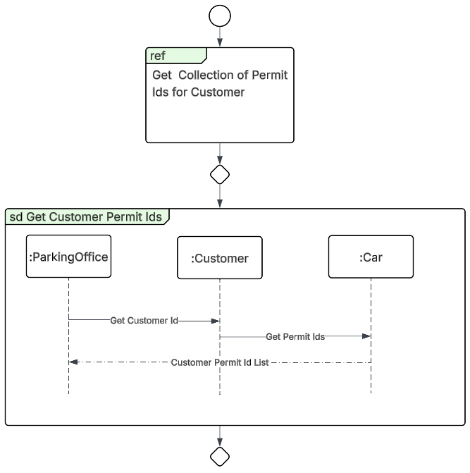 ref
Get Collection of Permit
Ids for Customer
sd Get Customer Permit Ids
:ParkingOffice
:Customer
:Car
Get Customer Id
Get Permit Ids
Customer Permit Id List